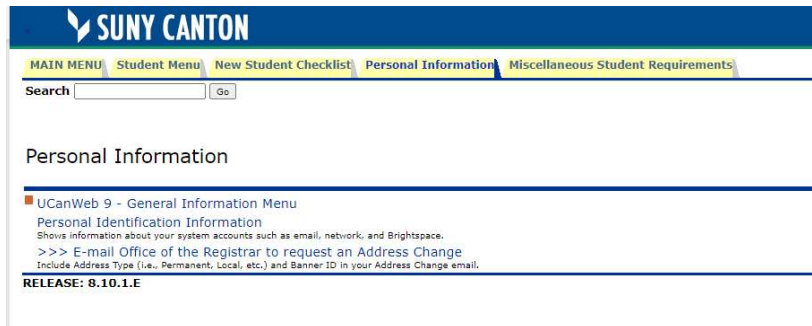 SUNY CANTON
MAIN MENU Student Menu New Student Checklist Personal Information Miscellaneous Student Requirements
Search Go
Personal Information
UCanWeb 9 - General Information Menu
Personal Identification Information
Shows information about your system accounts such as email, network, and Brightspace.
>>> E-mail Office of the Registrar to request an Address Change
Include Address Type (i.e., Permanent, Local, etc.) and Banner ID in your Address Change email.
RELEASE: 8.10.1.E